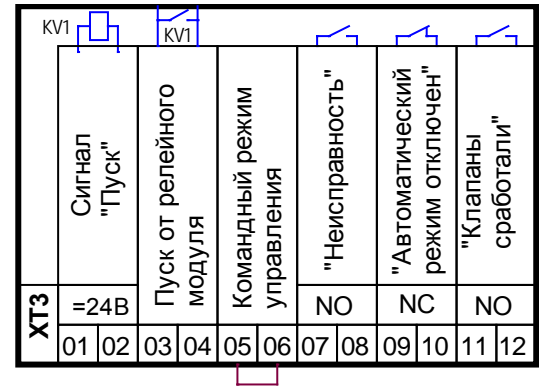 KV1
KV1
Сигнал
"Пуск"
Пуск от релейного
модуля
Командный режим
управления
"Неисправность"
"Автоматический
режим отключен"
"Клапаны
сработали"
XT3
=24В
NO
NC
NO
01 02 03 04 05 06 07 08 09 10 11 12